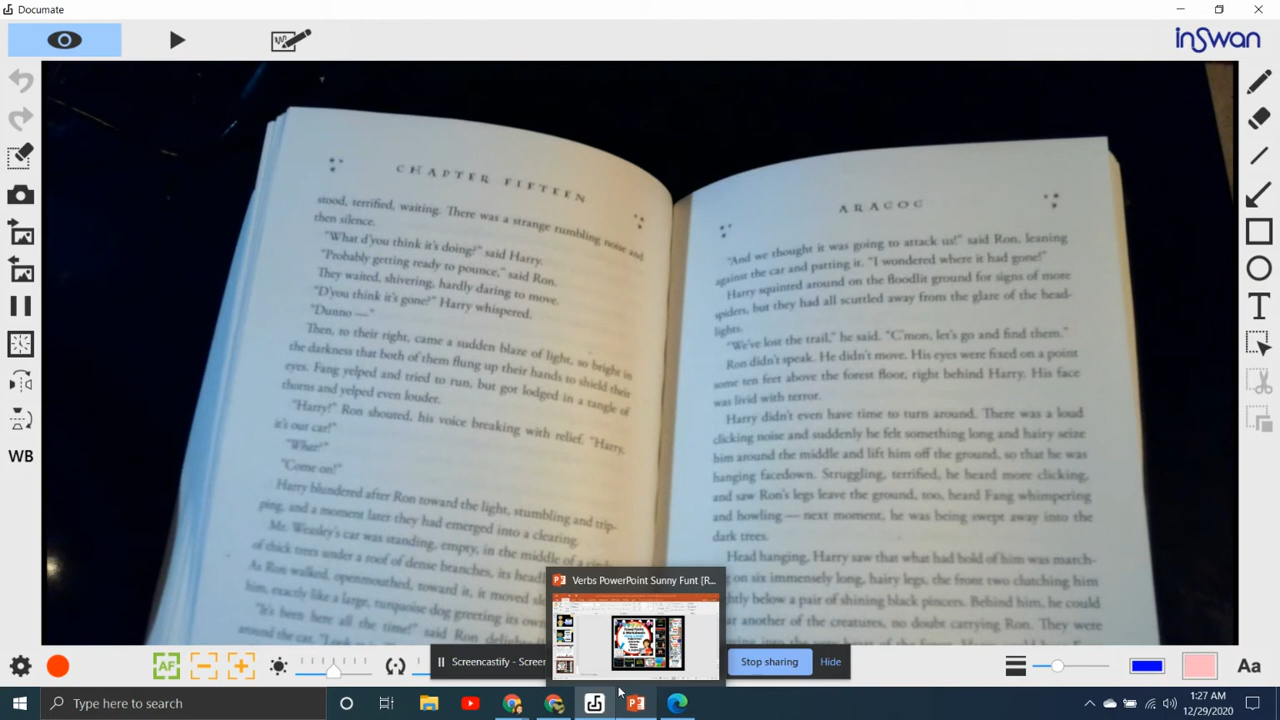 Documate
inswan
CHAPTER FIFTEEN
stood, terrified, waiting. There was a strange rumbling noise and
then silence.
"What d'you think it's doing?" said Harry.
"Probably getting ready to pounce," said Ron.
They waited, shivering, hardly daring to move.
"D'you think it's gone?" Harry whispered.
"Dunno —"
Then, to their right, came a sudden blaze of light, so bright in
the darkness that both of them flung up their hands to shield their
eyes. Fang yelped and tried to run, but got lodged in a tangle of
thorns and yelped even louder.
"Harry!" Ron shouted, his voice breaking with relief. "Harry,
it's our car!"
"What?"
"Come on!"
Harry blundered after Ron toward the light, stumbling and trip-
ping, and a moment later they had emerged into a clearing.
Mr. Weasley's car was standing, empty, in the middle of a
of thick trees under a roof of dense branches, its
As Ron walked, openmouthed, toward it, it moved
him, exactly like a large, turquoise dog greeting its
"It's been here all the time!" said Ron
around the car.
ARAGOG
"And we thought it was going to attack us!" said Ron, leaning
against the car and patting it. "I wondered where it had gone!"
Harry squinted around on the floodlit ground for signs of more
spiders, but they had all scuttled away from the glare of the head-
lights.
"We've lost the trail," he said. "C'mon, let's go and find them."
Ron didn't speak. He didn't move. His eyes were fixed on a point
some ten feet above the forest floor, right behind Harry. His face
was livid with terror.
Harry didn't even have time to turn around. There was a loud
clicking noise and suddenly he felt something long and hairy seize
him around the middle and lift him off the ground, so that he was
hanging facedown. Struggling, terrified, he heard more clicking,
and saw Ron's legs leave the ground, too, heard Fang whimpering
and howling — next moment, he was being swept away into the
dark trees.
Head hanging, Harry saw that what had hold of him was march-
on six immensely long, hairy legs, the front two clutching him
below a pair of shining black pincers. Behind him, he could
another of the creatures, no doubt carrying Ron. They were
WB
T
Verbs PowerPoint Sunny Funt [R...
AF
Screencastify - Screen
Stop sharing
Hide
Aa
Type here to search
1:27 AM
12/29/2020